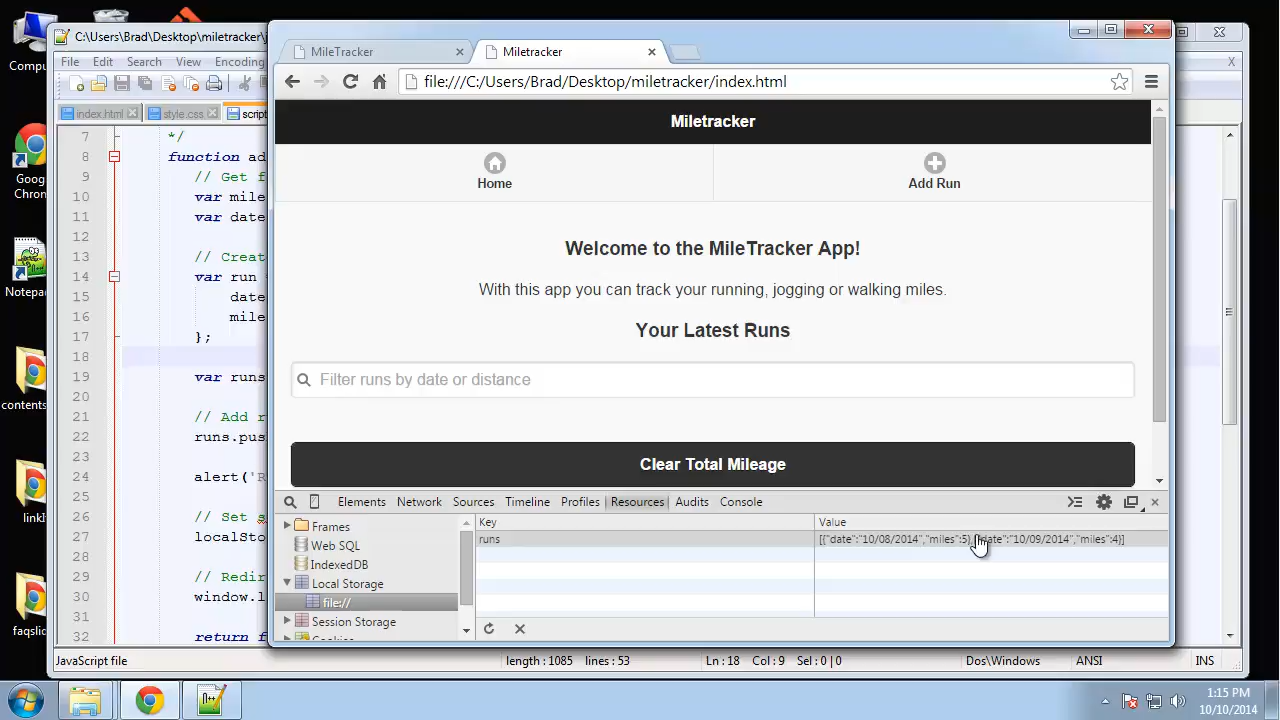 Compu
Goog
Chron
Notepa
contents
linkI
faqslic
C:\Users\Brad\Desktop\miletracker\
File Edit Search View Encoding
index.html style.css script
7 */
8 function ad
9 // Get f
10 var mile
11 var date
12
13 // Creat
14 var run
15 date
16 mile
17 };
18
19 var runs
20
21 // Add r
22 runs.pus
23
24 alert('R
25
26 // Set s
27 localSto
28
29 // Redir
30 window.l
31
32 return f
MileTracker Miletracker
file:///C:/Users/Brad/Desktop/miletracker/index.html
Miletracker
Home Add Run
Welcome to the MileTracker App!
With this app you can track your running, jogging or walking miles.
Your Latest Runs
Filter runs by date or distance
Clear Total Mileage
Elements Network Sources Timeline Profiles Resources Audits Console
Frames
Web SQL
IndexedDB
Local Storage
file://
Session Storage
Cookies
Key Value
runs [{"date":"10/08/2014","miles":5}, date":"10/09/2014","miles":4}]
JavaScript file length : 1085 lines : 53 Ln : 18 Col : 9 Sel : 0 | 0 Dos\Windows ANSI INS
1:15 PM
10/10/2014